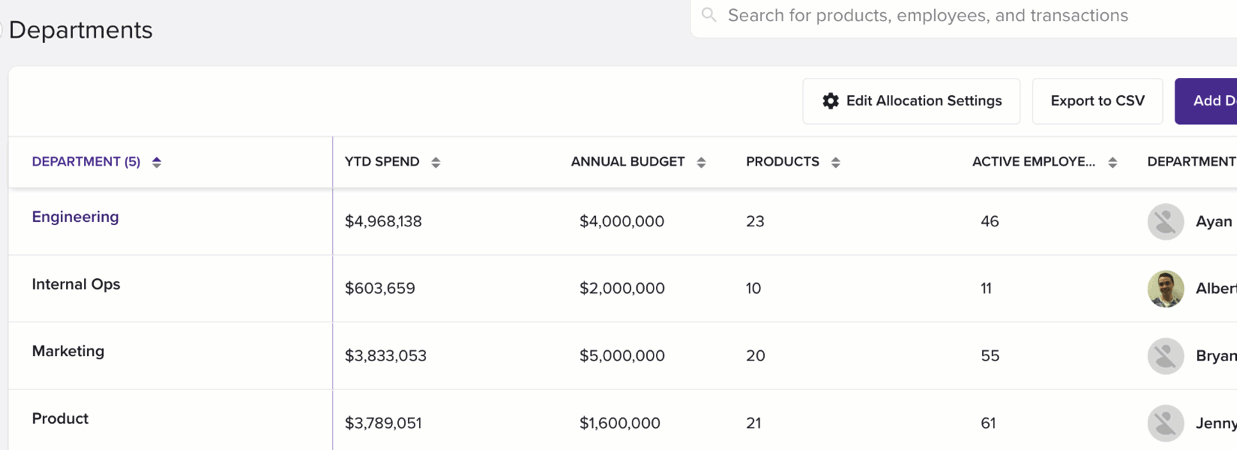 Departments
Search for products, employees, and transactions
Edit Allocation Settings
Export to CSV
Add D
DEPARTMENT (5) YTD SPEND ANNUAL BUDGET PRODUCTS ACTIVE EMPLOYE... DEPARTMENT
Engineering $4,968,138 $4,000,000 23 46 Ayan
Internal Ops $603,659 $2,000,000 10 11 Albert
Marketing $3,833,053 $5,000,000 20 55 Bryan
Product $3,789,051 $1,600,000 21 61 Jenny